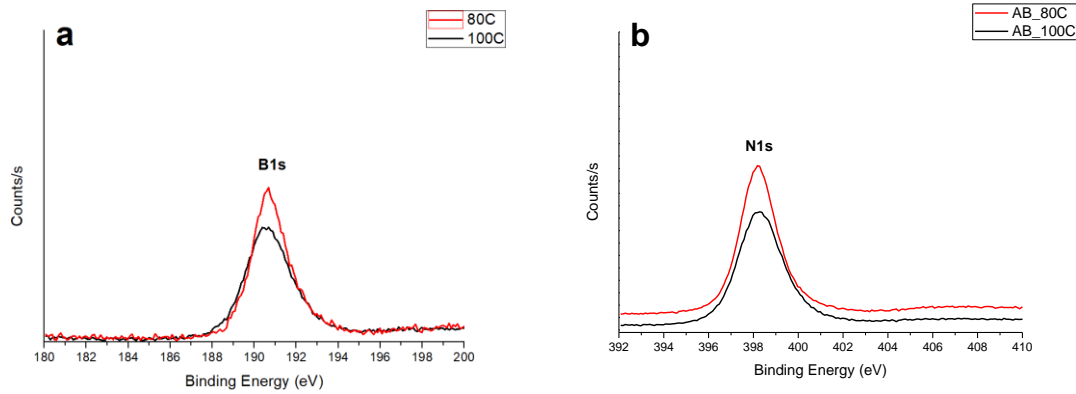 a
80C
100C
B1s
Counts/s
180 182 184 186 188 190 192 194 196 198 200
Binding Energy (eV)
b
AB_80C
AB_100C
N1s
Counts/s
392 394 396 398 400 402 404 406 408 410
Binding Energy (eV)